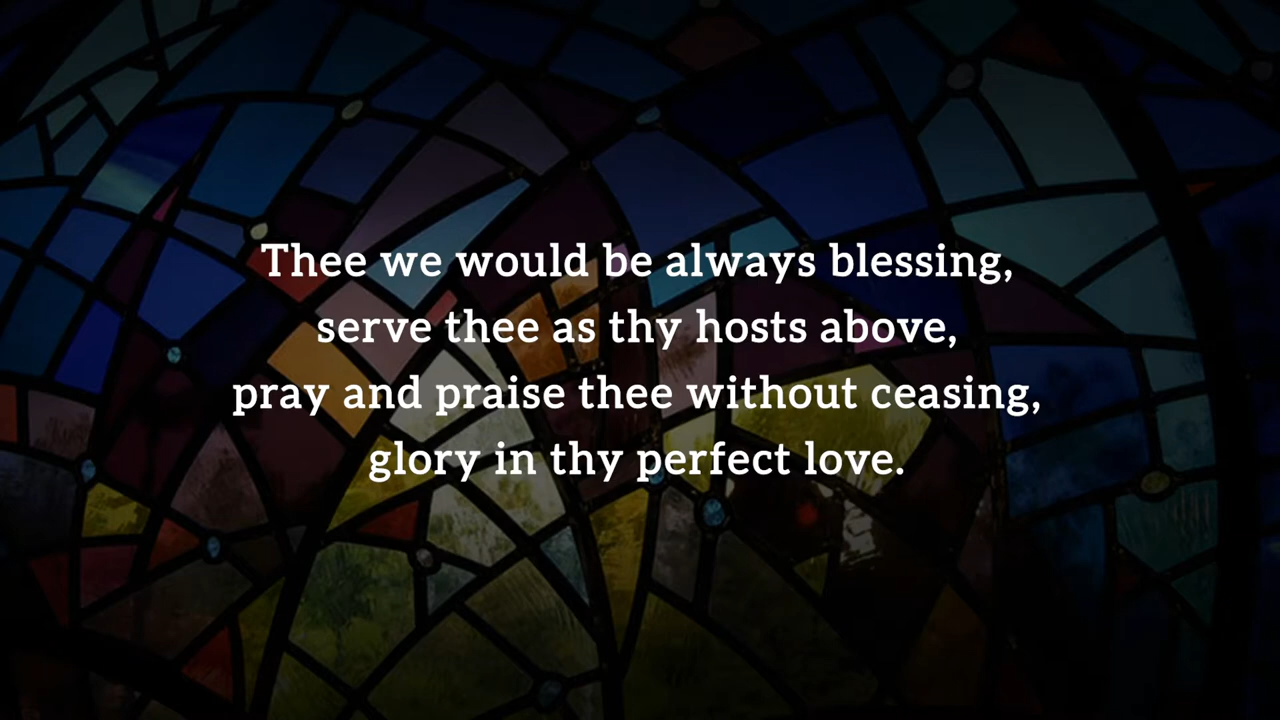 Thee we would be always blessing,
serve thee as thy hosts above,
pray and praise thee without ceasing,
glory in thy perfect love.